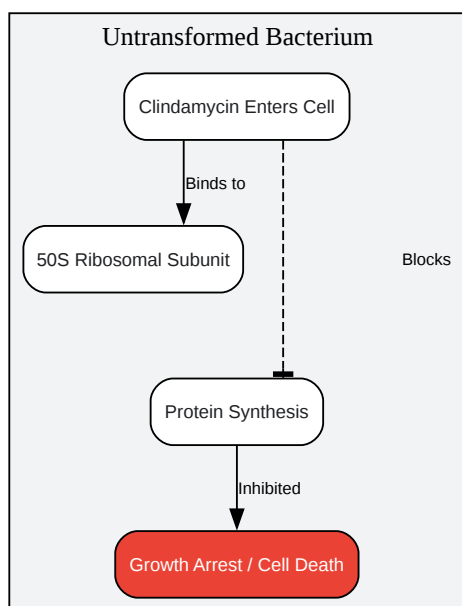 Untransformed Bacterium
Clindamycin Enters Cell
Binds to
50S Ribosomal Subunit
Blocks
Protein Synthesis
Inhibited
Growth Arrest / Cell Death